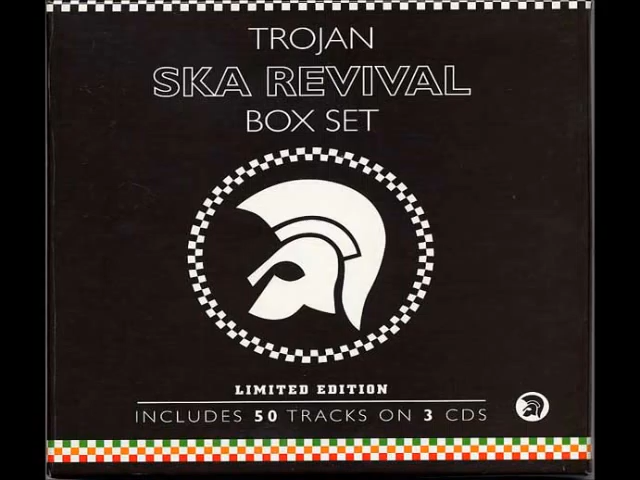 TROJAN
SKA REVIVAL
BOX SET
LIMITED EDITION
INCLUDES 50 TRACKS ON 3 CDS